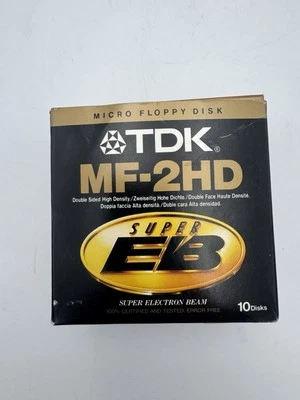 MICRO FLOPPY DISK
TDK®
MF-2HD
Double Sided High Density./Zweiseitig Hohe Dichte./Double Face Haute Densité.
Doppia faccia Alta densità./Doble cara Alta densidad.
SUPER
EB
SUPER ELECTRON BEAM
100% CERTIFIED AND TESTED, ERROR FREE
10 Disks